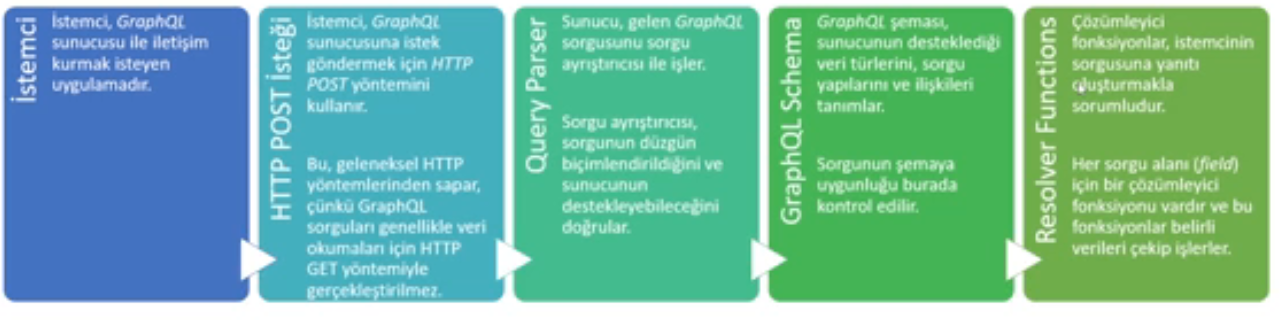 İstemci
İstemci, GraphQL
sunucusu ile iletişim
kurmak isteyen
uygulamadır.
HTTP POST İsteği
İstemci, GraphQL
sunucusuna istek
göndermek için HTTP
POST yöntemini
kullanır.
Bu, geleneksel HTTP
yöntemlerinden sapar,
çünkü GraphQL
sorguları genellikle veri
okumaları için HTTP
GET yöntemiyle
gerçekleştirilmez.
Query Parser
Sunucu, gelen GraphQL
sorgusunu sorgu
ayrıştırıcısı ile işler.
Sorgu ayrıştırıcısı,
sorgunun düzgün
biçimlendirildiğini ve
sunucunun
destekleyebileceğini
doğrular.
GraphQL Schema
GraphQL şeması,
sunucunun desteklediği
veri türlerini, sorgu
yapılarını ve ilişkileri
tanımlar.
Sorgunun şemaya
uygunluğu burada
kontrol edilir.
Resolver Functions
Çözümleyici
fonksiyonlar, istemcinin
sorgusuna yanıtı
oluşturmakla
sorumludur.
Her sorgu alanı (field)
için bir çözümleyici
fonksiyonu vardır ve bu
fonksiyonlar belirli
verileri çekip işlerler.